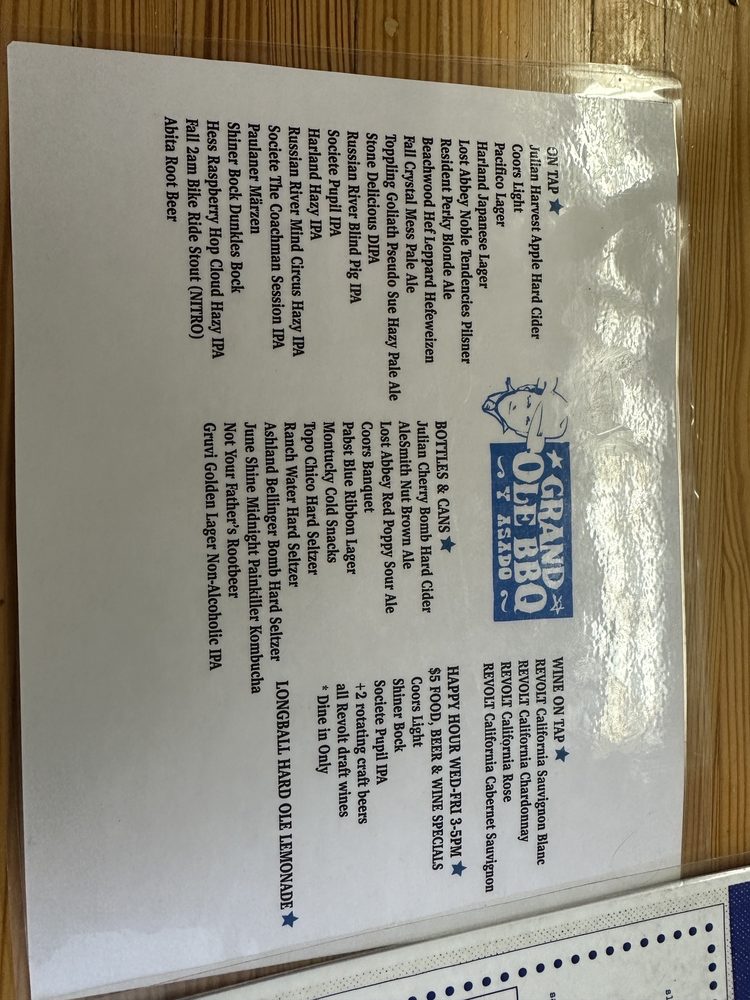 ON TAP
Julian Harvest Apple Hard Cider
Coors Light
Pacifico Lager
Harland Japanese Lager
Lost Abbey Noble Tendencies Pilsner
Resident Perky Blonde Ale
Beachwood Hef Leppard Hefeweizen
Fall Crystal Mess Pale Ale
Toppling Goliath Pseudo Sue Hazy Pale Ale
Stone Delicious DIPA
Russian River Blind Pig IPA
Societe Pupil IPA
Harland Hazy IPA
Russian River Mind Circus Hazy IPA
Societe The Coachman Session IPA
Paulaner Märzen
Shiner Bock Dunkles Bock
Hess Raspberry Hop Cloud Hazy IPA
Fall 2am Bike Ride Stout (NITRO)
Abita Root Beer
GRAND
OLE BBQ
Y ASADO
BOTTLES & CANS
Julian Cherry Bomb Hard Cider
AleSmith Nut Brown Ale
Lost Abbey Red Poppy Sour Ale
Coors Banquet
Pabst Blue Ribbon Lager
Montucky Cold Snacks
Topo Chico Hard Seltzer
Ranch Water Hard Seltzer
Ashland Bellinger Bomb Hard Seltzer
June Shine Midnight Painkiller Kombucha
Not Your Father's Rootbeer
Gruvi Golden Lager Non-Alcoholic IPA
WINE ON TAP
REVOLT California Sauvignon Blanc
REVOLT California Chardonnay
REVOLT California Rose
REVOLT California Cabernet Sauvignon
HAPPY HOUR WED-FRI 3-5PM
$5 FOOD, BEER & WINE SPECIALS
Coors Light
Shiner Bock
Societe Pupil IPA
+2 rotating craft beers
all Revolt draft wines
* Dine in Only
LONGBALL HARD OLE LEMONADE